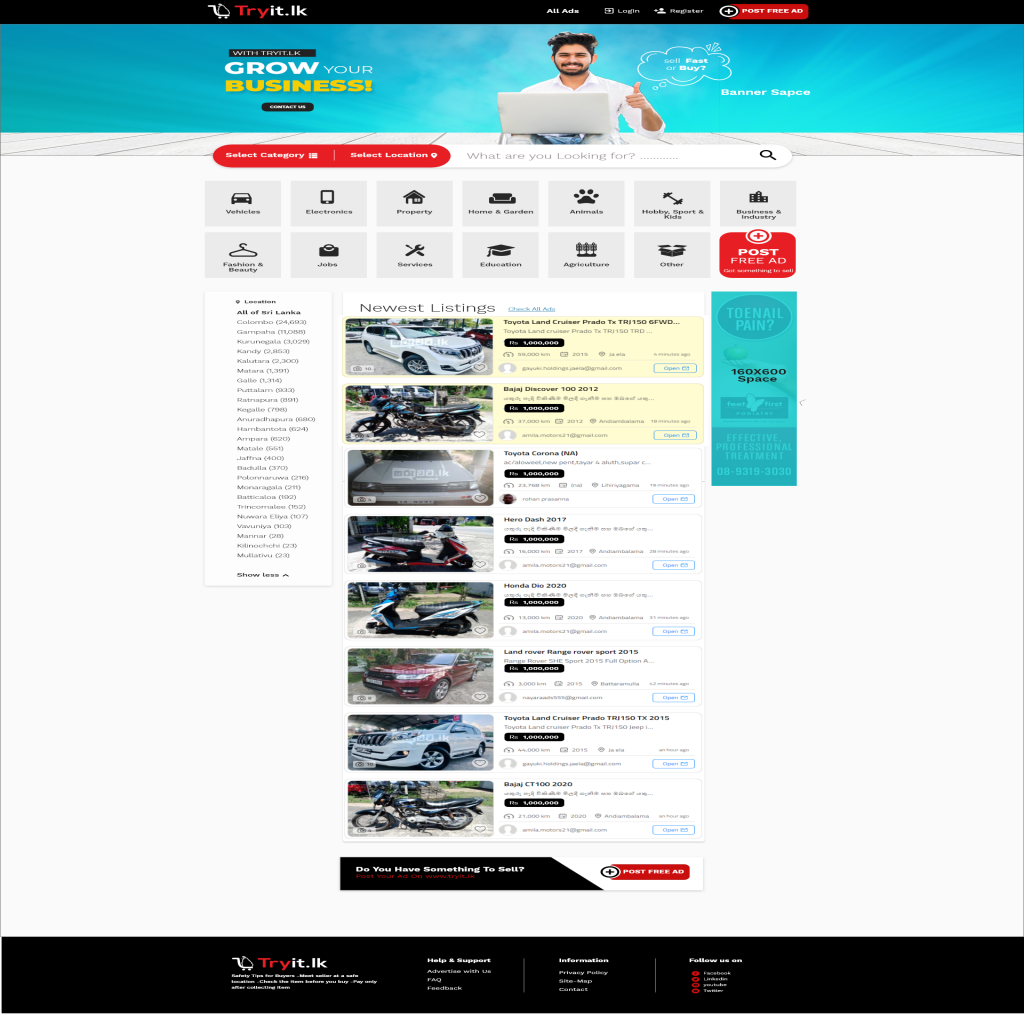 Tryit.lk
All Ads
Login
Register
POST FREE AD
WITH TRYIT.LK
GROW YOUR
BUSINESS!
CONTACT US
sell Fast
or Buy?
Banner Sapce
Select Category
Select Location
What are you Looking for? ...........
Vehicles
Electronics
Property
Home & Garden
Animals
Hobby, Sport &
Kids
Business &
Industry
Fashion &
Beauty
Jobs
Services
Education
Agriculture
Other
POST
FREE AD
Got something to sell
Location
All of Sri Lanka
Colombo (24,693)
Gampaha (11,088)
Kurunegala (3,029)
Kandy (2,853)
Kalutara (2,300)
Matara (1,391)
Galle (1,314)
Puttalam (933)
Ratnapura (891)
Kegalle (798)
Anuradhapura (680)
Hambantota (624)
Ampara (620)
Matale (551)
Jaffna (400)
Badulla (370)
Polonnaruwa (216)
Monaragala (211)
Batticaloa (192)
Trincomalee (152)
Nuwara Eliya (107)
Vavuniya (103)
Mannar (28)
Kilinochchi (23)
Mullativu (23)
Show less
Newest Listings
Check All Ads
Toyota Land Cruiser Prado Tx TRJ150 6FWD...
Toyota Land cruiser Prado Tx TRJ150 TRD ...
Rs 1,000,000
59,000 km
2015
Ja ela
4 minutes ago
gayuki.holdings.jaela@gmail.com
Open
Bajaj Discover 100 2012
Rs 1,000,000
37,000 km
2012
Andiambalama
19 minutes ago
amila.motors21@gmail.com
Open
Toyota Corona (NA)
ac/alloweel,new pent,tayar 4 aluth,supar c...
Rs 1,000,000
23,768 km
(na)
Lihiriyagama
19 minutes ago
rohan prasanna
Open
Hero Dash 2017
Rs 1,000,000
16,000 km
2017
Andiambalama
28 minutes ago
amila.motors21@gmail.com
Open
Honda Dio 2020
Rs 1,000,000
13,000 km
2020
Andiambalama
31 minutes ago
amila.motors21@gmail.com
Open
Land rover Range rover sport 2015
Range Rover SHE Sport 2015 Full Option A...
Rs 1,000,000
3,000 km
2015
Battaramulla
42 minutes ago
nayaraads555@gmail.com
Open
Toyota Land Cruiser Prado TRJ150 TX 2015
Toyota Land cruiser Prado Tx TRJ150 Jeep i...
Rs 1,000,000
44,000 km
2015
Ja ela
an hour ago
gayuki.holdings.jaela@gmail.com
Open
Bajaj CT100 2020
Rs 1,000,000
21,000 km
2020
Andiambalama
an hour ago
amila.motors21@gmail.com
Open
TOENAIL
PAIN?
160X600
Space
feet first
EFFECTIVE,
PROFESSIONAL
TREATMENT
08-9319-3030
Do You Have Something To Sell?
Post Your Ad On www.tryit.lk
POST FREE AD
Tryit.lk
Safety Tips for Buyers -Meet seller at a safe
location -Check the item before you buy -Pay only
after collecting item
Help & Support
Advertise with Us
FAQ
Feedback
Information
Privacy Policy
Site-Map
Contact
Follow us on
Facebook
Linkedin
youtube
Twitter